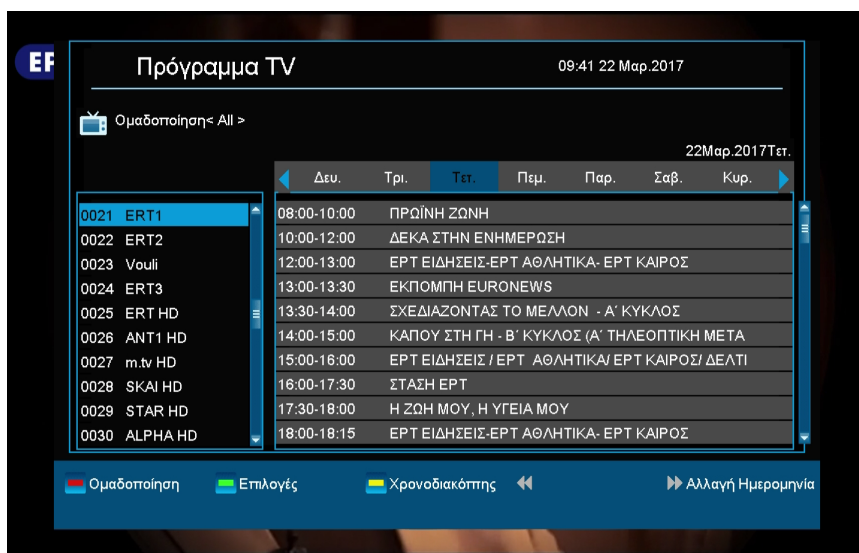 ΕΡ
Πρόγραμμα TV
09:41 22 Μαρ.2017
Ομαδοποίηση< All >
22Μαρ.2017Τετ.
Δευ. Τρι. Τετ. Πεμ. Παρ. Σαβ. Κυρ.
0021 ERT1
0022 ERT2
0023 Vouli
0024 ERT3
0025 ERT HD
0026 ANT1 HD
0027 m.tv HD
0028 SKAI HD
0029 STAR HD
0030 ALPHA HD
08:00-10:00 ΠΡΩΪΝΗ ΖΩΝΗ
10:00-12:00 ΔΕΚΑ ΣΤΗΝ ΕΝΗΜΕΡΩΣΗ
12:00-13:00 ΕΡΤ ΕΙΔΗΣΕΙΣ-ΕΡΤ ΑΘΛΗΤΙΚΑ- ΕΡΤ ΚΑΙΡΟΣ
13:00-13:30 ΕΚΠΟΜΠΗ EURONEWS
13:30-14:00 ΣΧΕΔΙΑΖΟΝΤΑΣ ΤΟ ΜΕΛΛΟΝ - Α΄ ΚΥΚΛΟΣ
14:00-15:00 ΚΑΠΟΥ ΣΤΗ ΓΗ - Β΄ ΚΥΚΛΟΣ (Α΄ ΤΗΛΕΟΠΤΙΚΗ ΜΕΤΑ
15:00-16:00 ΕΡΤ ΕΙΔΗΣΕΙΣ / ΕΡΤ ΑΘΛΗΤΙΚΑ/ ΕΡΤ ΚΑΙΡΟΣ/ ΔΕΛΤΙ
16:00-17:30 ΣΤΑΣΗ ΕΡΤ
17:30-18:00 Η ΖΩΗ ΜΟΥ, Η ΥΓΕΙΑ ΜΟΥ
18:00-18:15 ΕΡΤ ΕΙΔΗΣΕΙΣ-ΕΡΤ ΑΘΛΗΤΙΚΑ- ΕΡΤ ΚΑΙΡΟΣ
Ομαδοποίηση Επιλογές Χρονοδιακόπτης Αλλαγή Ημερομηνία